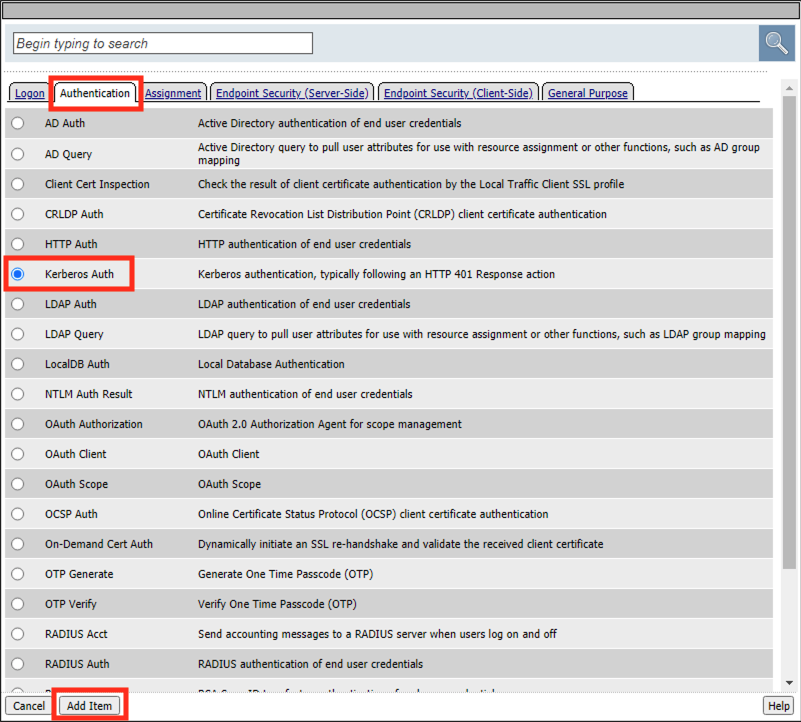 Begin typing to search
Logon Authentication Assignment Endpoint Security (Server-Side) Endpoint Security (Client-Side) General Purpose
AD Auth Active Directory authentication of end user credentials
AD Query Active Directory query to pull user attributes for use with resource assignment or other functions, such as AD group
mapping
Client Cert Inspection Check the result of client certificate authentication by the Local Traffic Client SSL profile
CRLDP Auth Certificate Revocation List Distribution Point (CRLDP) client certificate authentication
HTTP Auth HTTP authentication of end user credentials
Kerberos Auth Kerberos authentication, typically following an HTTP 401 Response action
LDAP Auth LDAP authentication of end user credentials
LDAP Query LDAP query to pull user attributes for use with resource assignment or other functions, such as LDAP group mapping
LocalDB Auth Local Database Authentication
NTLM Auth Result NTLM authentication of end user credentials
OAuth Authorization OAuth 2.0 Authorization Agent for scope management
OAuth Client OAuth Client
OAuth Scope OAuth Scope
OCSP Auth Online Certificate Status Protocol (OCSP) client certificate authentication
On-Demand Cert Auth Dynamically initiate an SSL re-handshake and validate the received client certificate
OTP Generate Generate One Time Passcode (OTP)
OTP Verify Verify One Time Passcode (OTP)
RADIUS Acct Send accounting messages to a RADIUS server when users log on and off
RADIUS Auth RADIUS authentication of end user credentials
Cancel Add Item Help